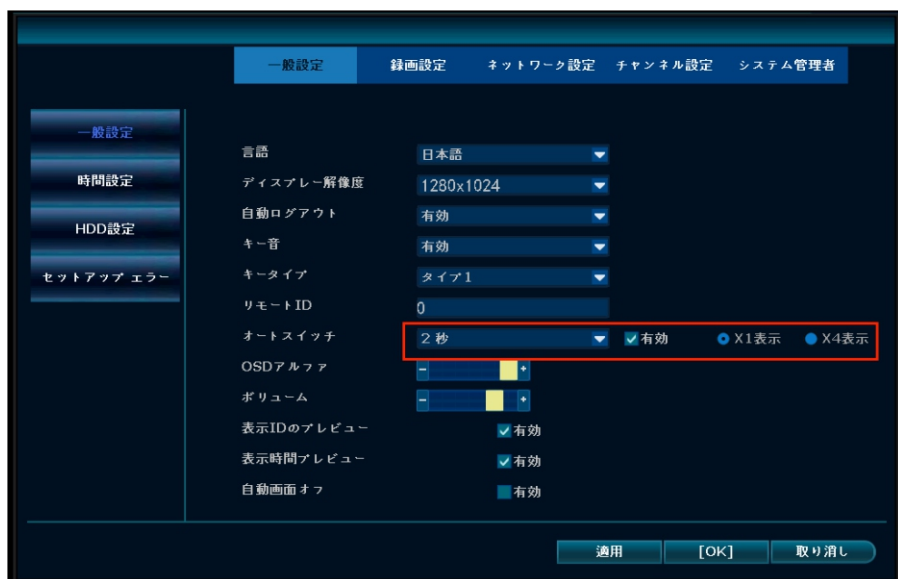 一般設定 録画設定 ネットワーク設定 チャンネル設定 システム管理者
一般設定
時間設定
HDD設定
セットアップ エラー
言語 日本語
ディスプレー解像度 1280x1024
自動ログアウト 有効
キー音 有効
キータイプ タイプ1
リモートID 0
オートスイッチ 2 秒 有効 X1表示 X4表示
OSDアルファ - +
ボリューム - +
表示IDのプレビュー 有効
表示時間プレビュー 有効
自動画面オフ 有効
適用 [OK] 取り消し